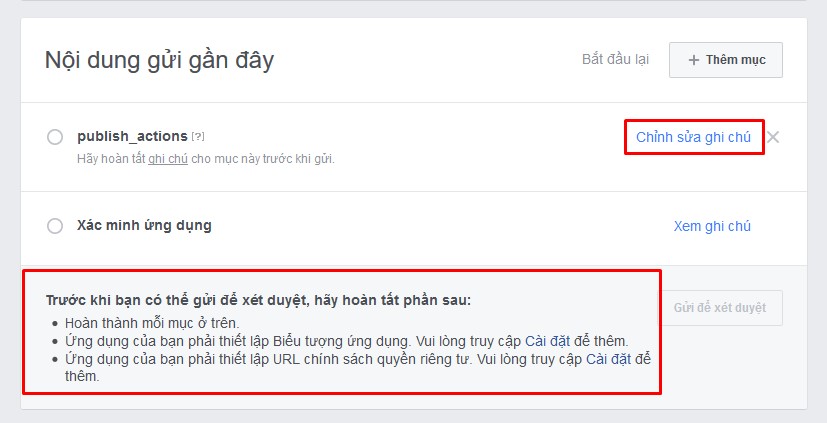 Nội dung gửi gần đây
Bắt đầu lại
+ Thêm mục
publish_actions [?]
Chỉnh sửa ghi chú
Hãy hoàn tất ghi chú cho mục này trước khi gửi.
Xác minh ứng dụng
Xem ghi chú
Trước khi bạn có thể gửi để xét duyệt, hãy hoàn tất phần sau:
Gửi để xét duyệt
• Hoàn thành mỗi mục ở trên.
• Ứng dụng của bạn phải thiết lập Biểu tượng ứng dụng. Vui lòng truy cập Cài đặt để thêm.
• Ứng dụng của bạn phải thiết lập URL chính sách quyền riêng tư. Vui lòng truy cập Cài đặt để
thêm.